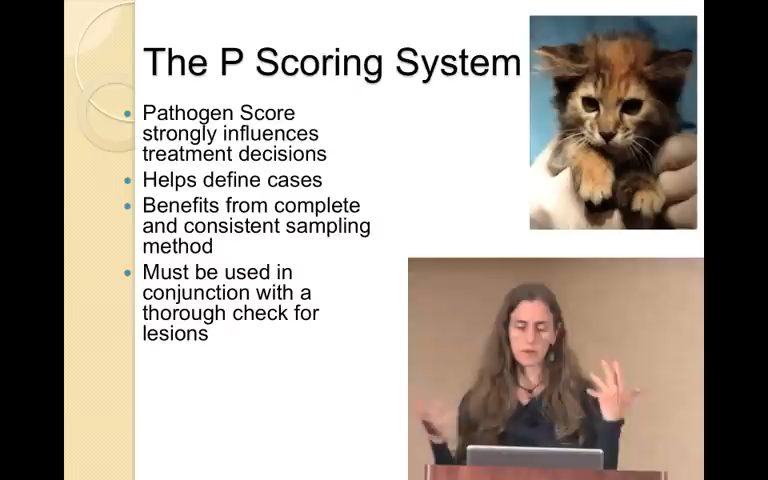 The P Scoring System
Pathogen Score
strongly influences
treatment decisions
Helps define cases
Benefits from complete
and consistent sampling
method
Must be used in
conjunction with a
thorough check for
lesions